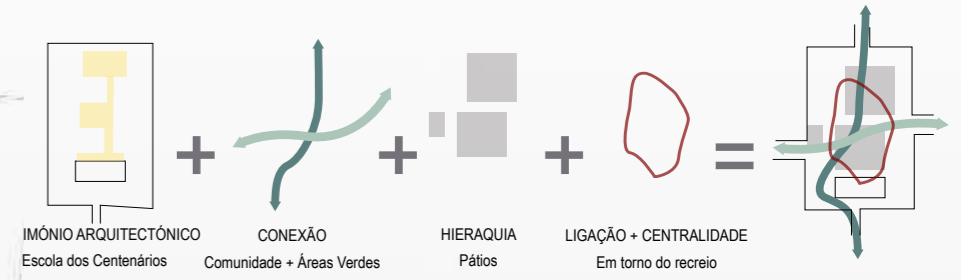 IMÓNIO ARQUITECTÓNICO
Escola dos Centenários
CONEXÃO
Comunidade + Áreas Verdes
HIERAQUIA
Pátios
LIGAÇÃO + CENTRALIDADE
Em torno do recreio